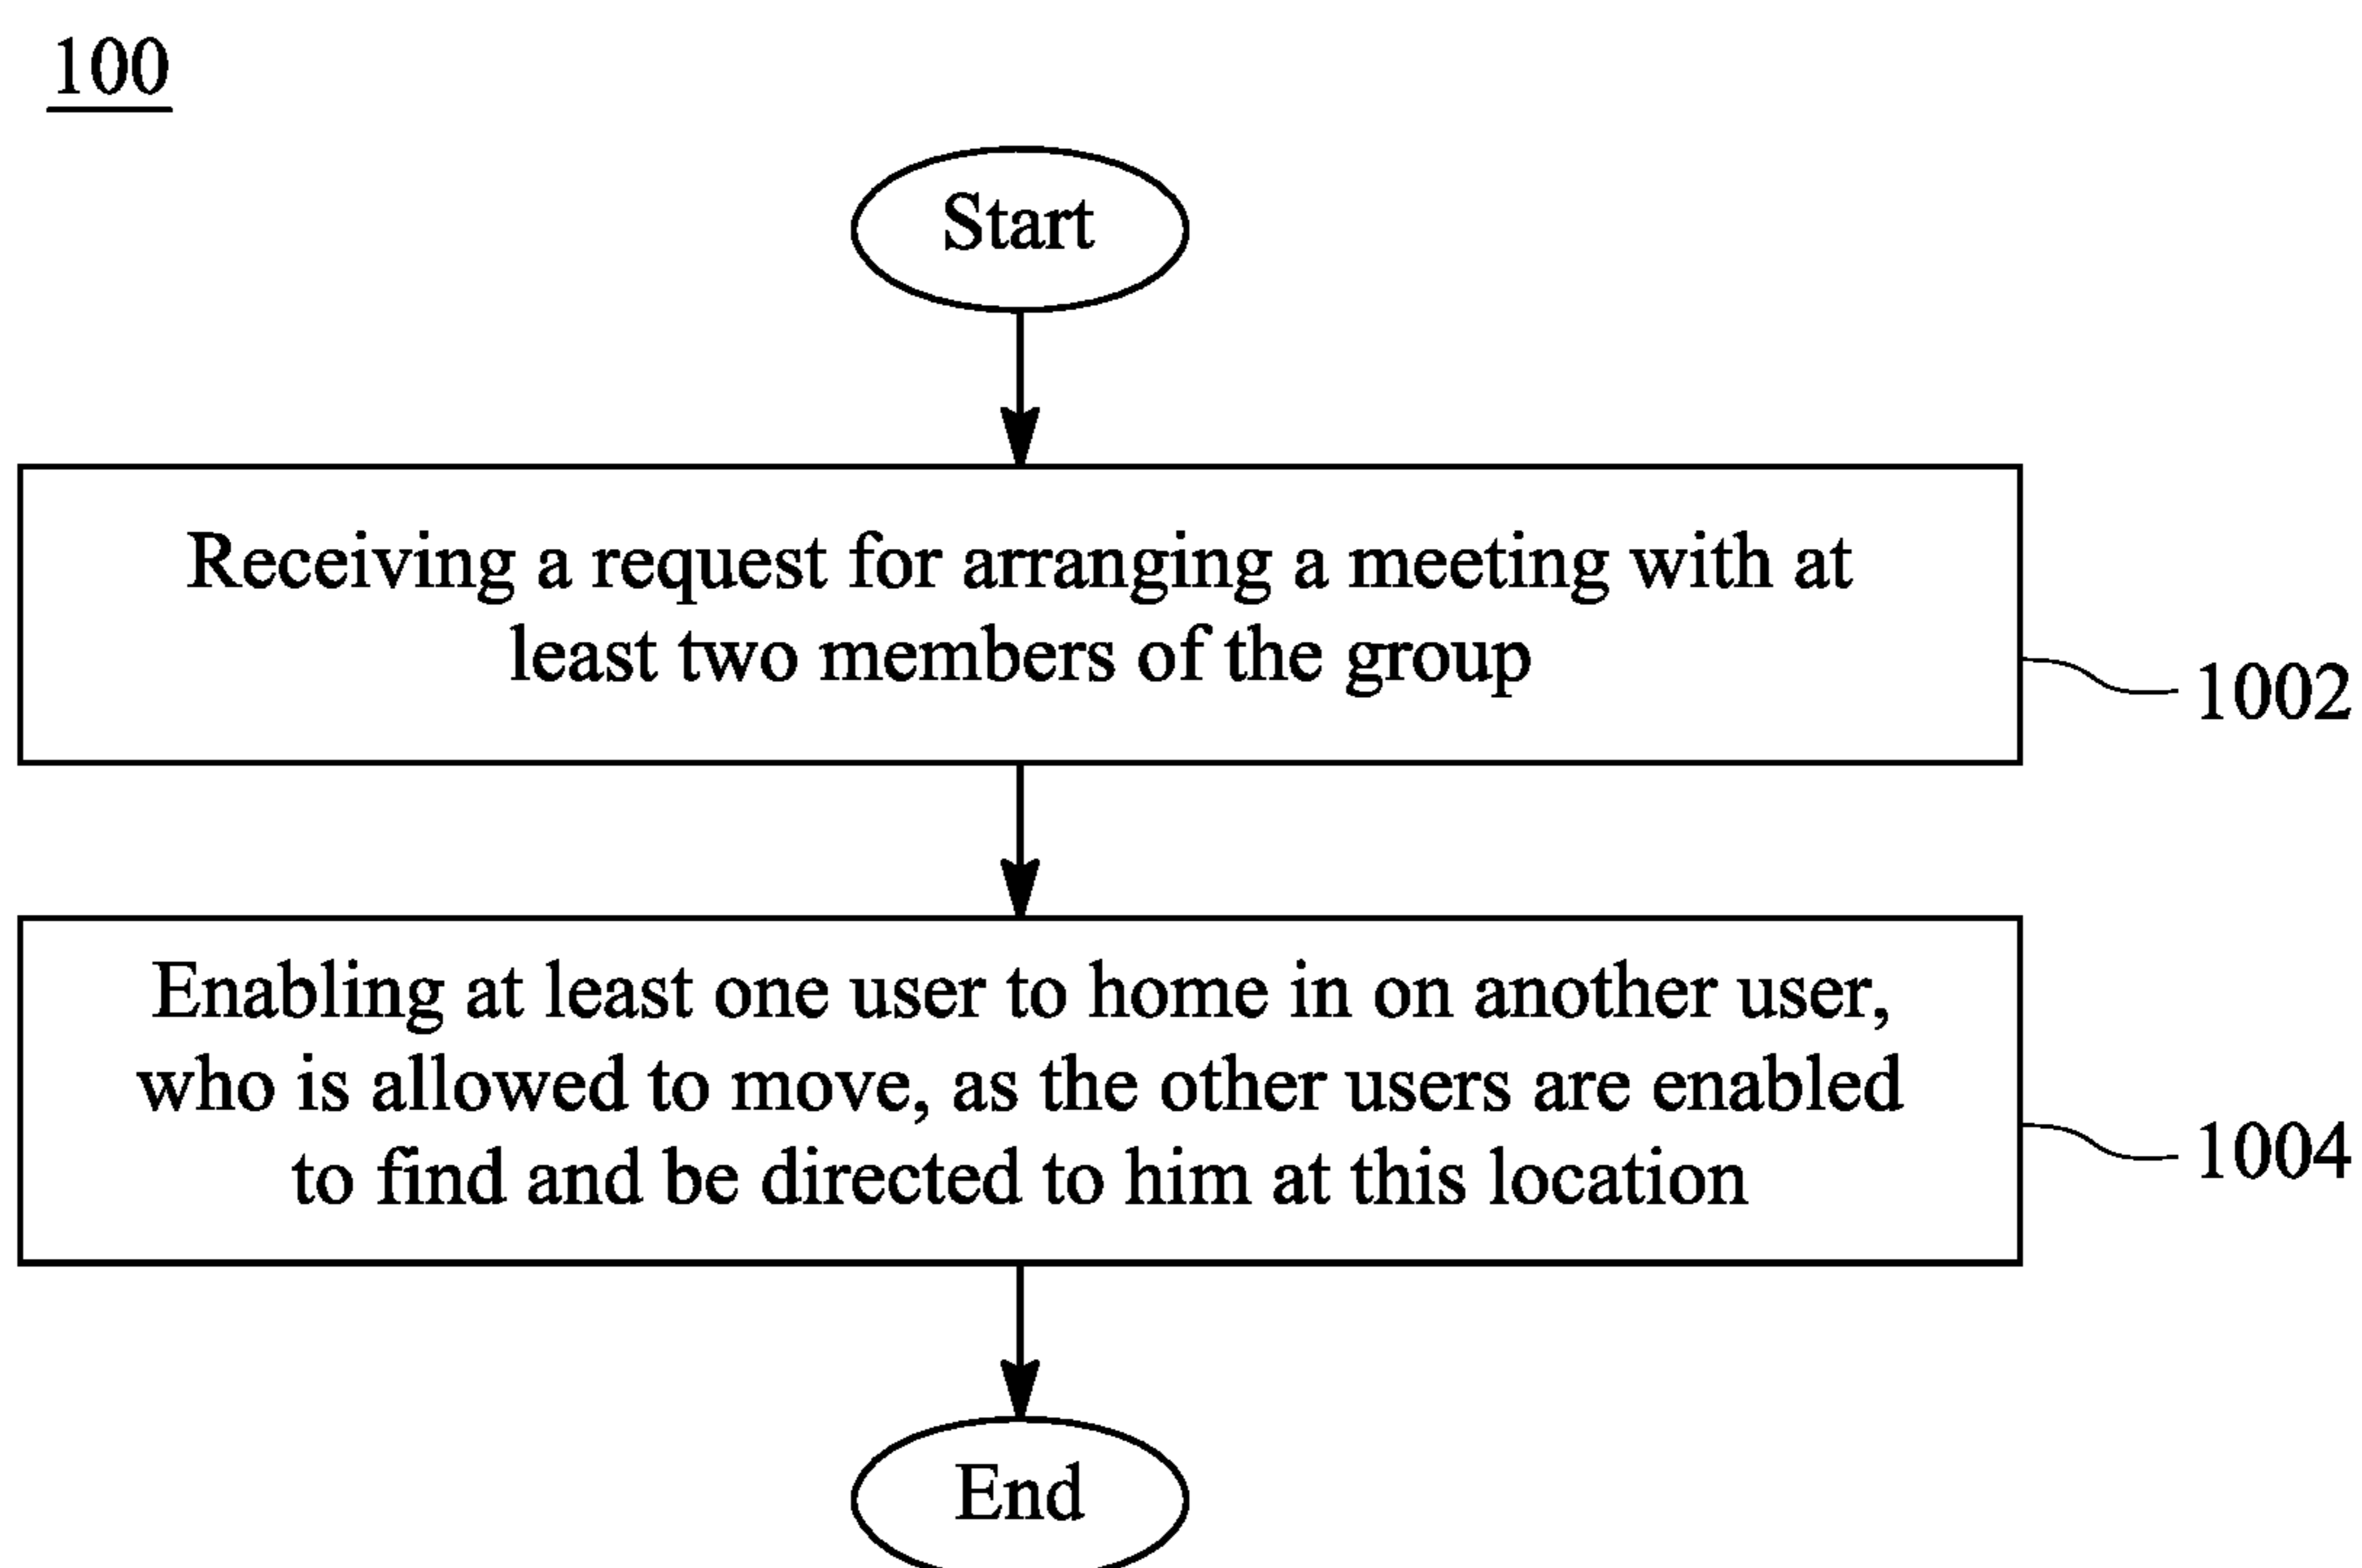 100
Start
Receiving a request for arranging a meeting with at
least two members of the group
1002
Enabling at least one user to home in on another user,
who is allowed to move, as the other users are enabled
to find and be directed to him at this location
1004
End